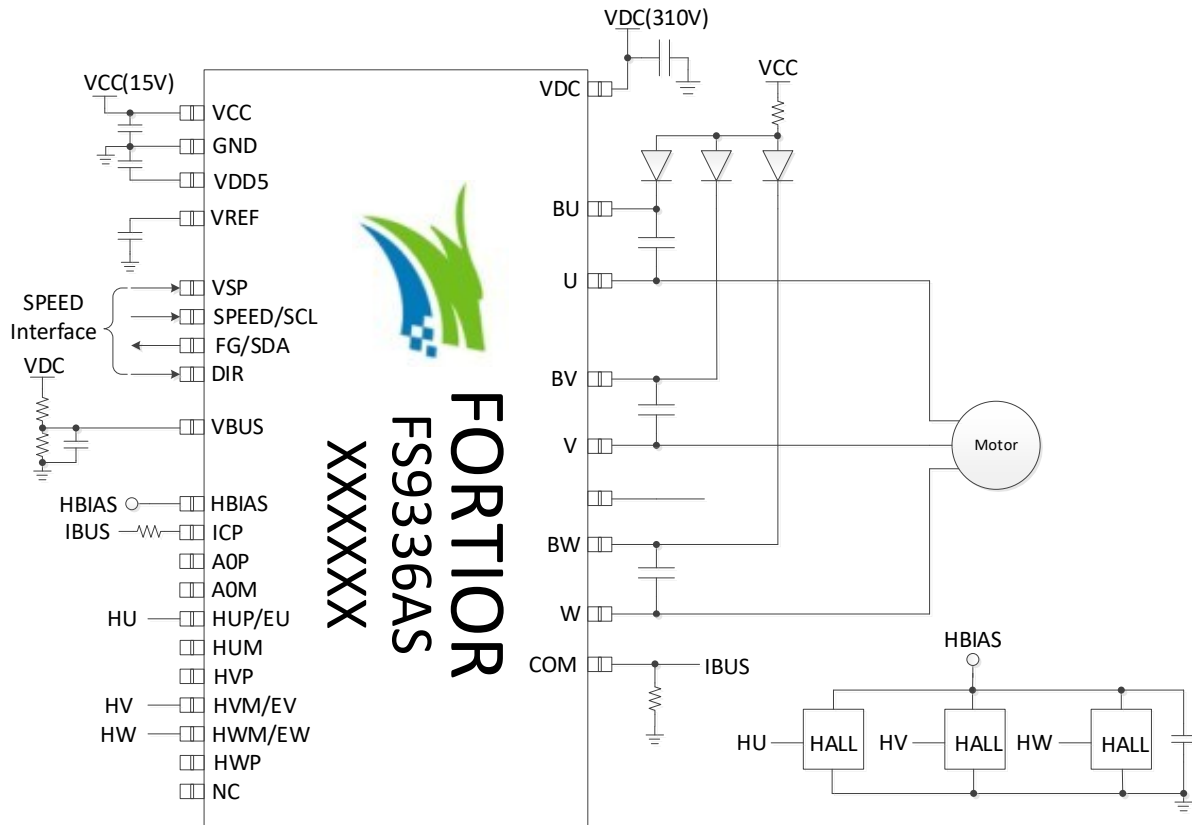 VDC(310V)
VCC(15V)
VCC
GND
VDD5
VREF
SPEED
Interface
VSP
SPEED/SCL
FG/SDA
DIR
VDC
VBUS
HBIAS
HBIAS
IBUS
ICP
A0P
A0M
HU
HUP/EU
HUM
HVP
HV
HVM/EV
HW
HWM/EW
HWP
NC
FORTIOR
FS9336AS
XXXXXX
VDC
VCC
BU
U
BV
V
BW
W
COM
IBUS
Motor
HBIAS
HU
HALL
HV
HALL
HW
HALL